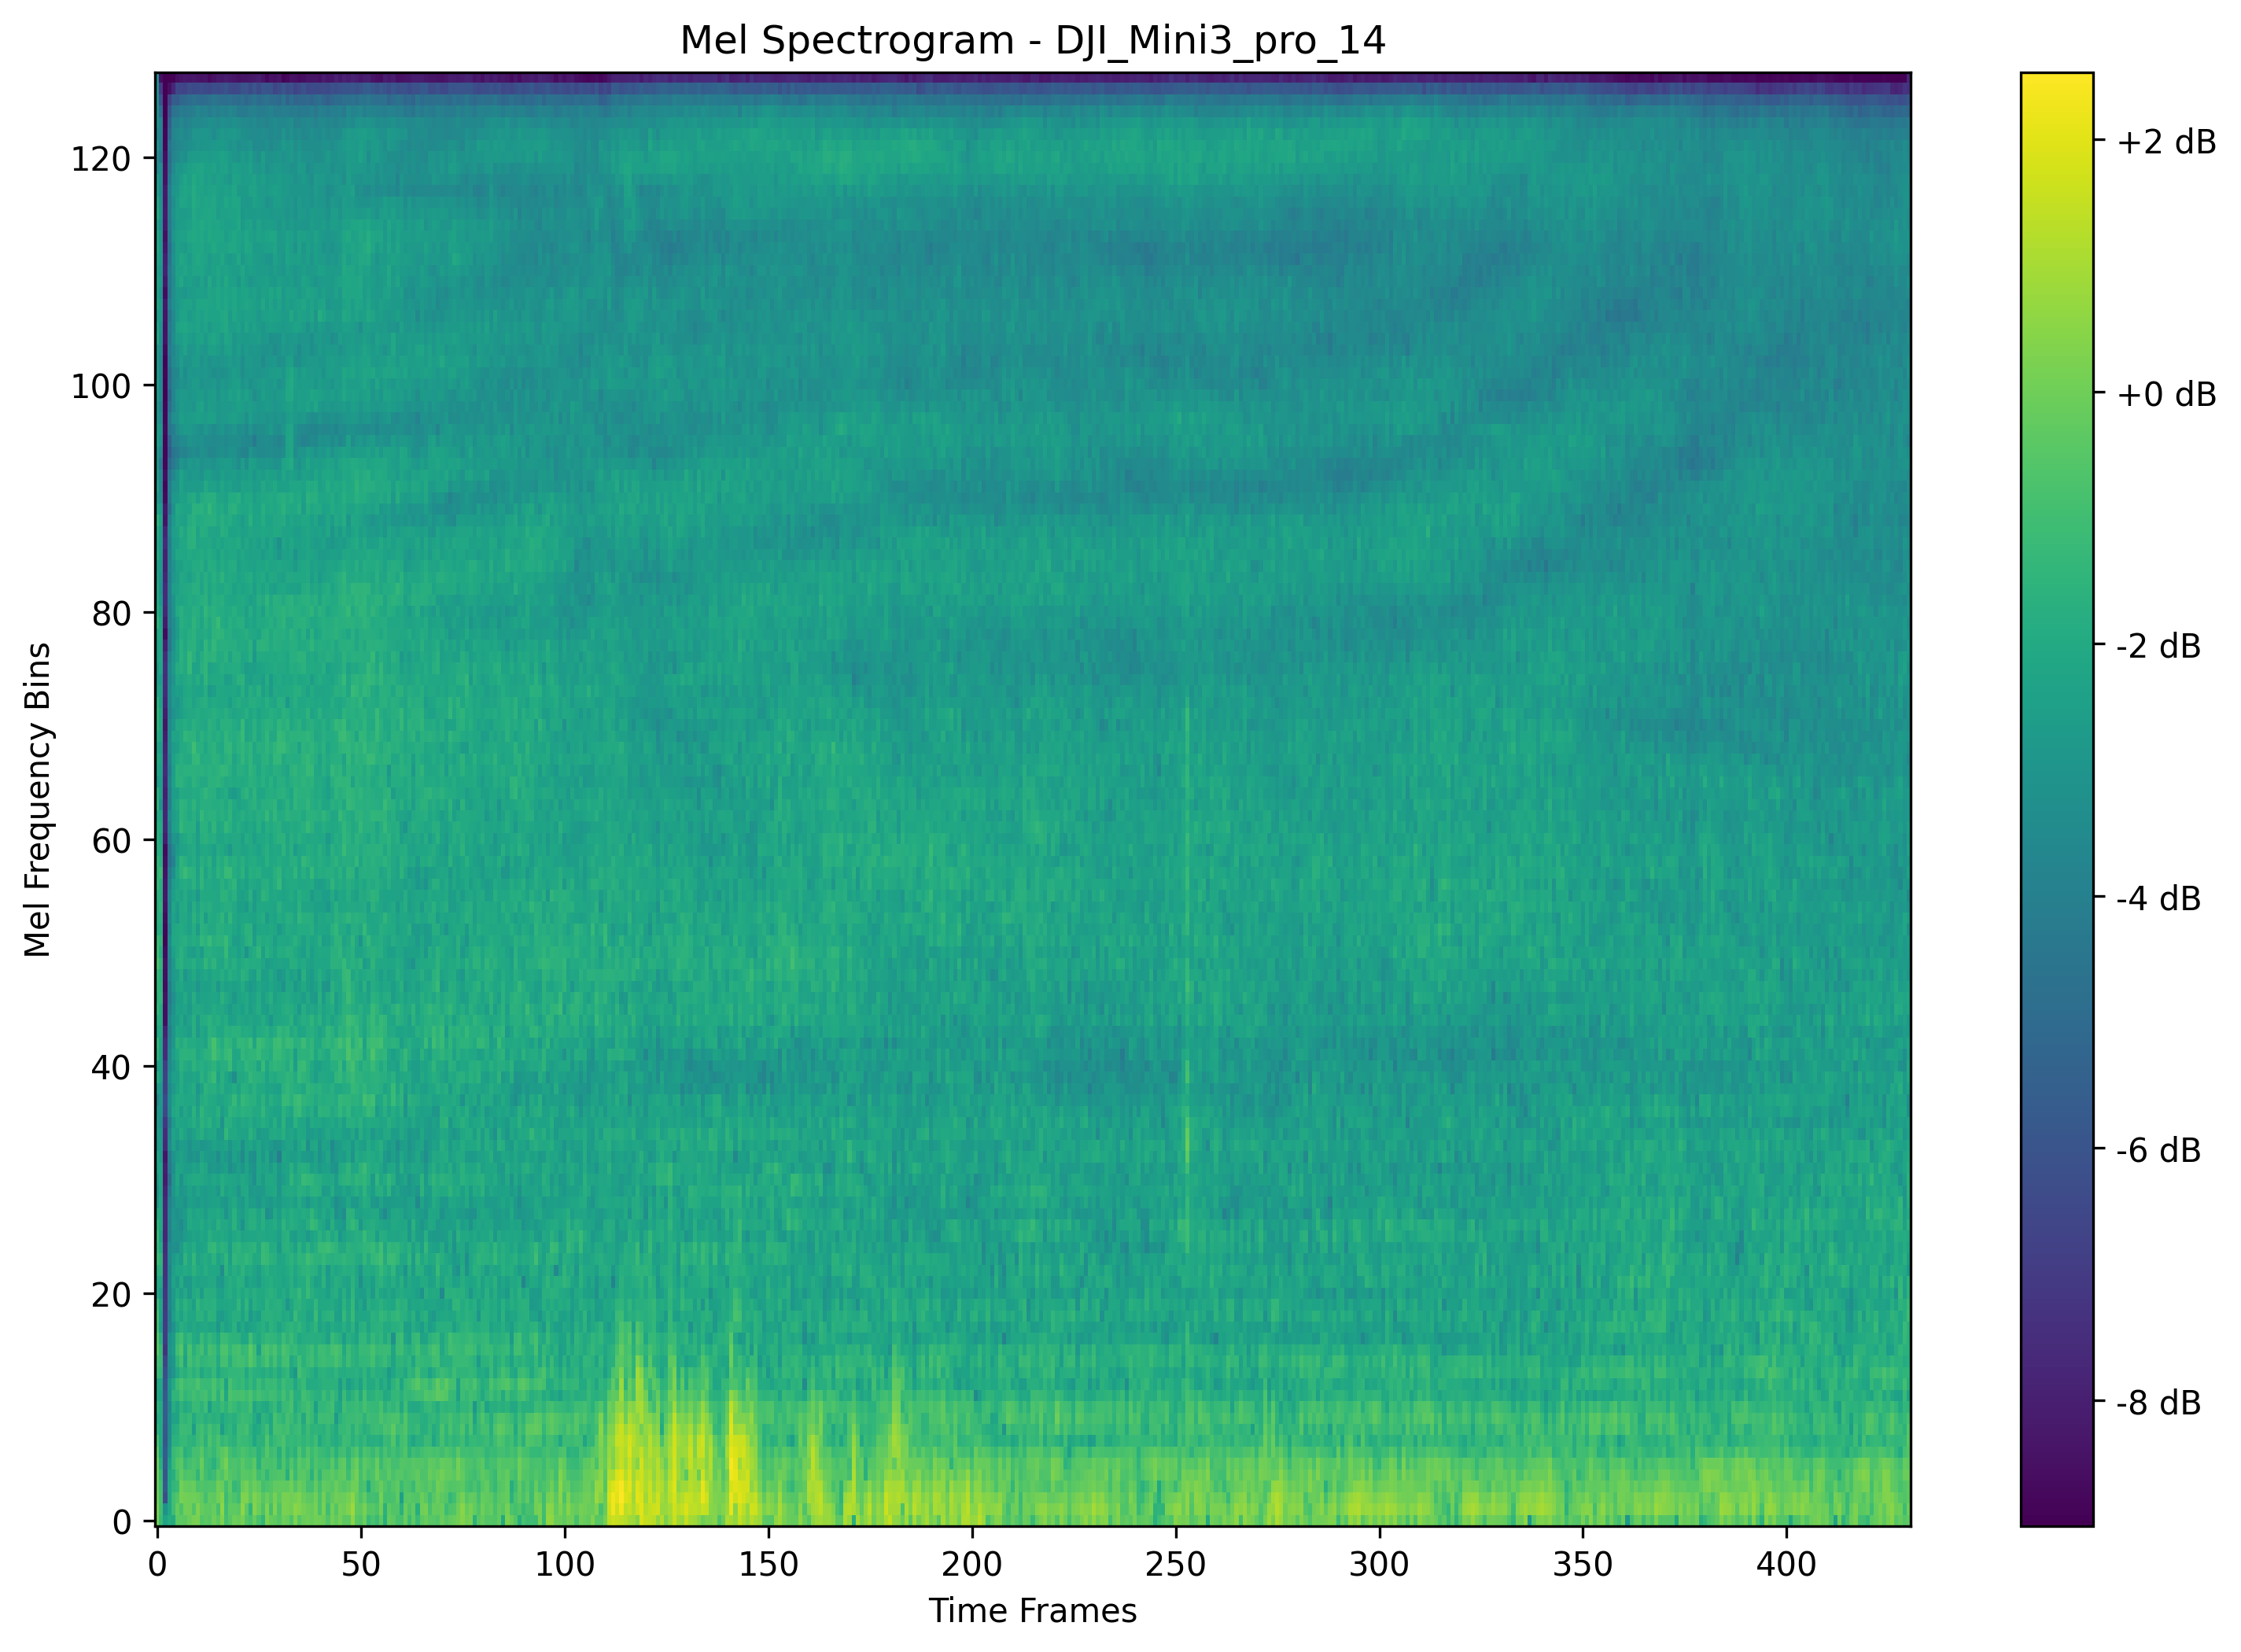 Mel Spectrogram - DJI_Mini3_pro_14
Mel Frequency Bins
120
100
80
60
40
20
0
0 50 100 150 200 250 300 350 400
Time Frames
+2 dB
+0 dB
-2 dB
-4 dB
-6 dB
-8 dB